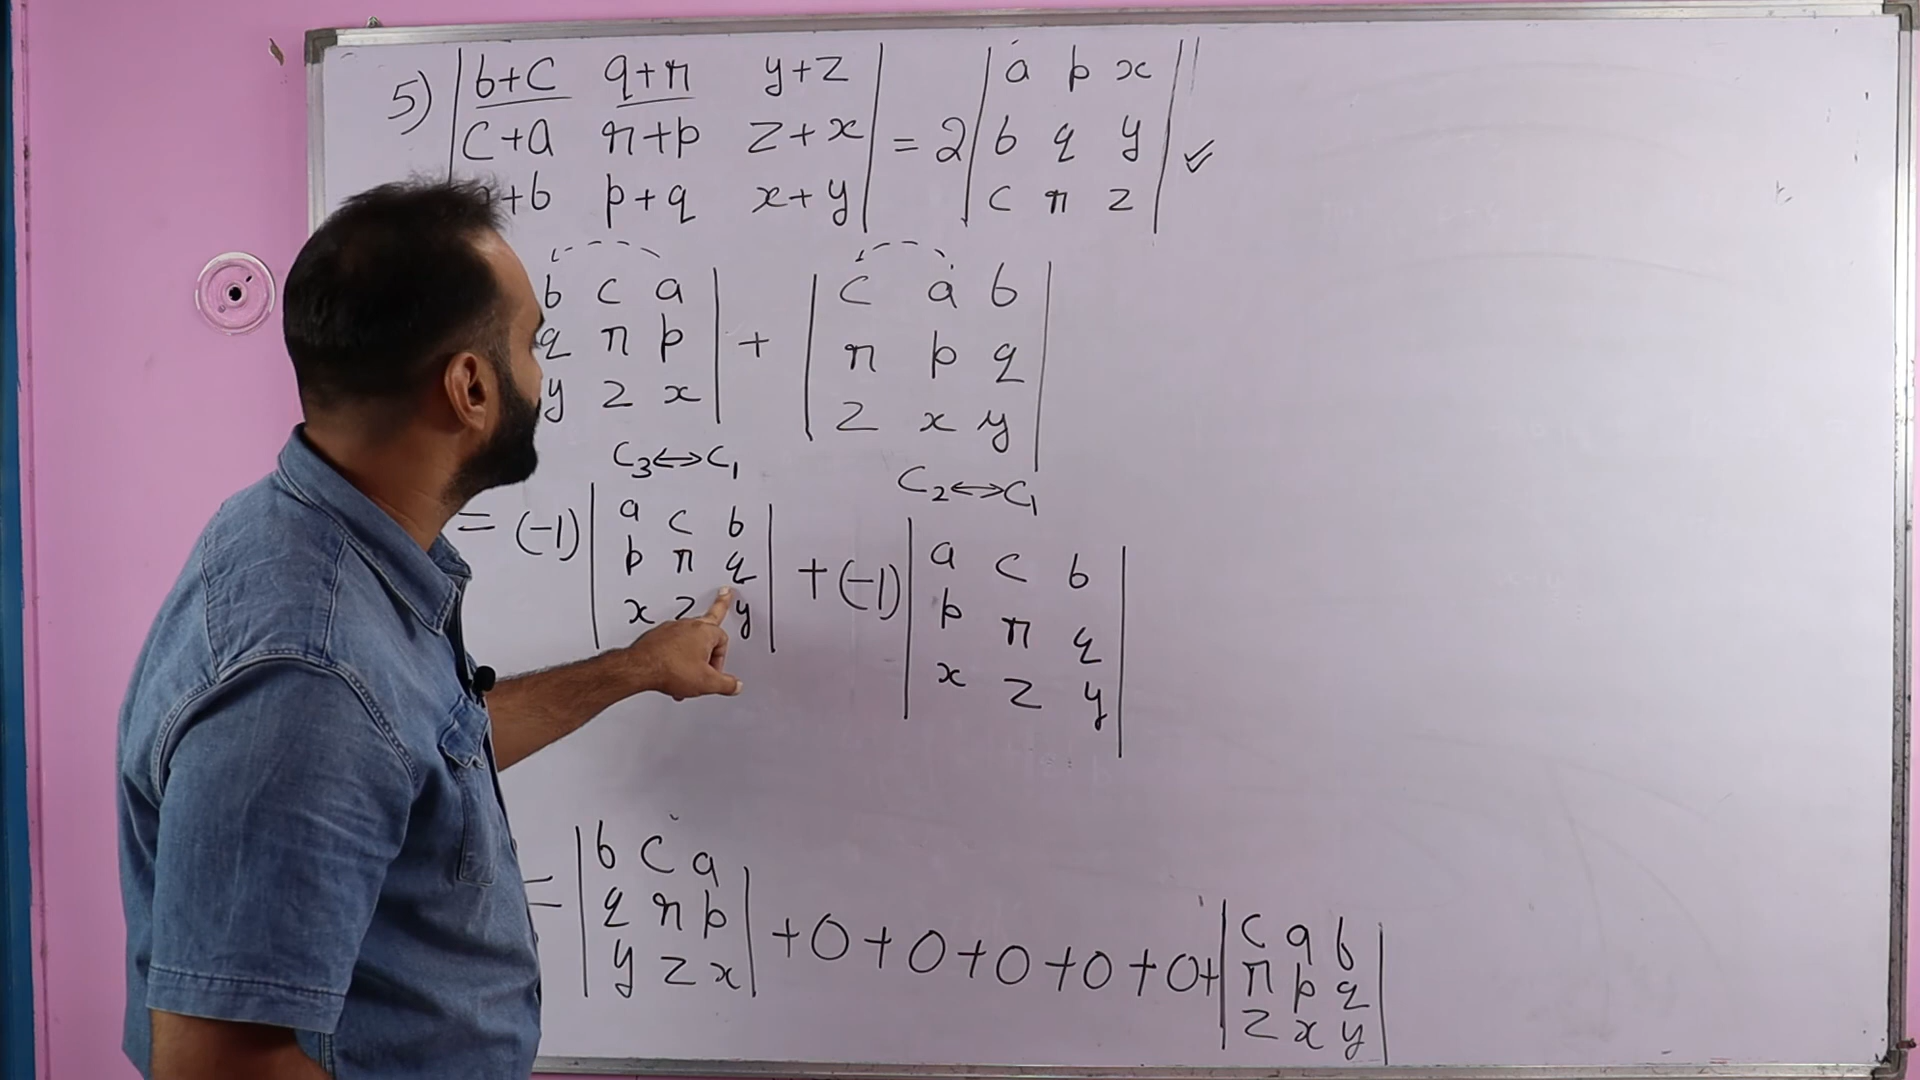 5) | b+c q+r y+z | = 2 | a p x |
| c+a r+p z+x | | b q y |
+b p+q x+y | | c r z |
b c a | + | c a b |
q r p | | r p q |
y z x | | z x y |
C3↔C1 C2↔C1
= (-1) | a c b | + (-1) | a c b |
| p r q | | p r q |
| x z y | | x z y |
= | b c a | +0+0+0+0+0+ | c a b |
| q r p | | r p q |
| y z x | | z x y |